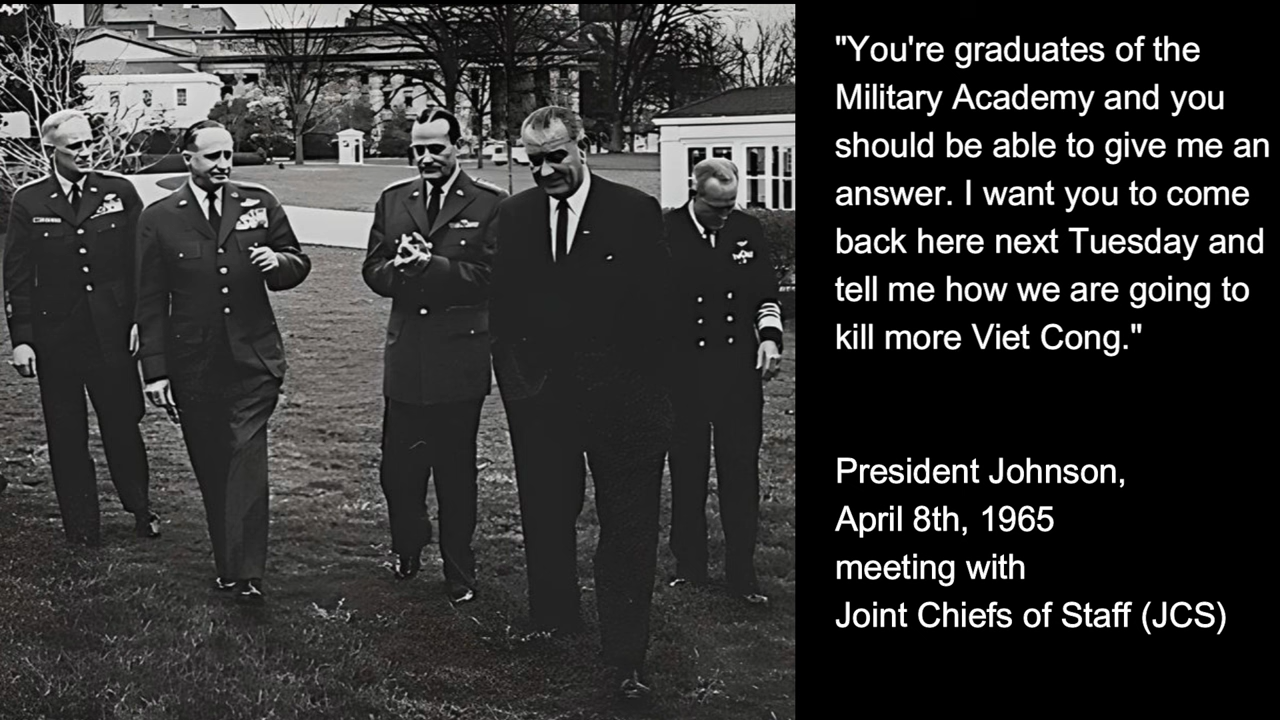 "You're graduates of the
Military Academy and you
should be able to give me an
answer. I want you to come
back here next Tuesday and
tell me how we are going to
kill more Viet Cong."
President Johnson,
April 8th, 1965
meeting with
Joint Chiefs of Staff (JCS)